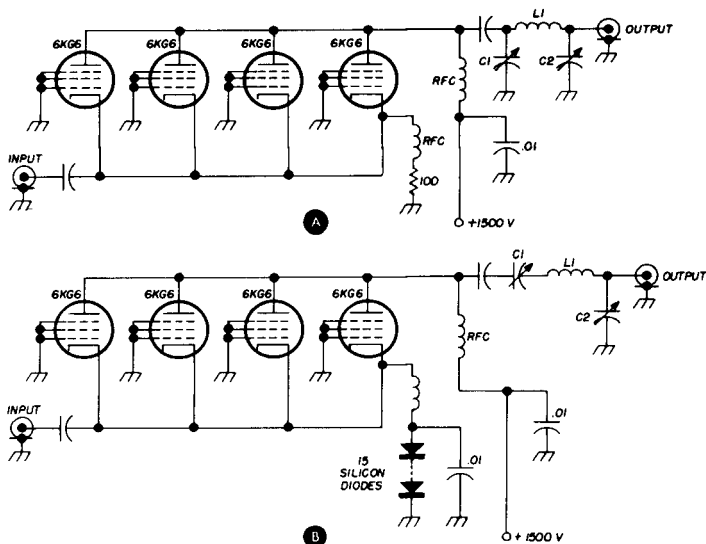 6KG6 6KG6 6KG6 6KG6
L1
OUTPUT
C1
C2
RFC
RFC
.01
INPUT
100
+1500 V
A
C1
L1
OUTPUT
6KG6 6KG6 6KG6 6KG6
C2
RFC
INPUT
.01
15
SILICON
DIODES
.01
+1500 V
B